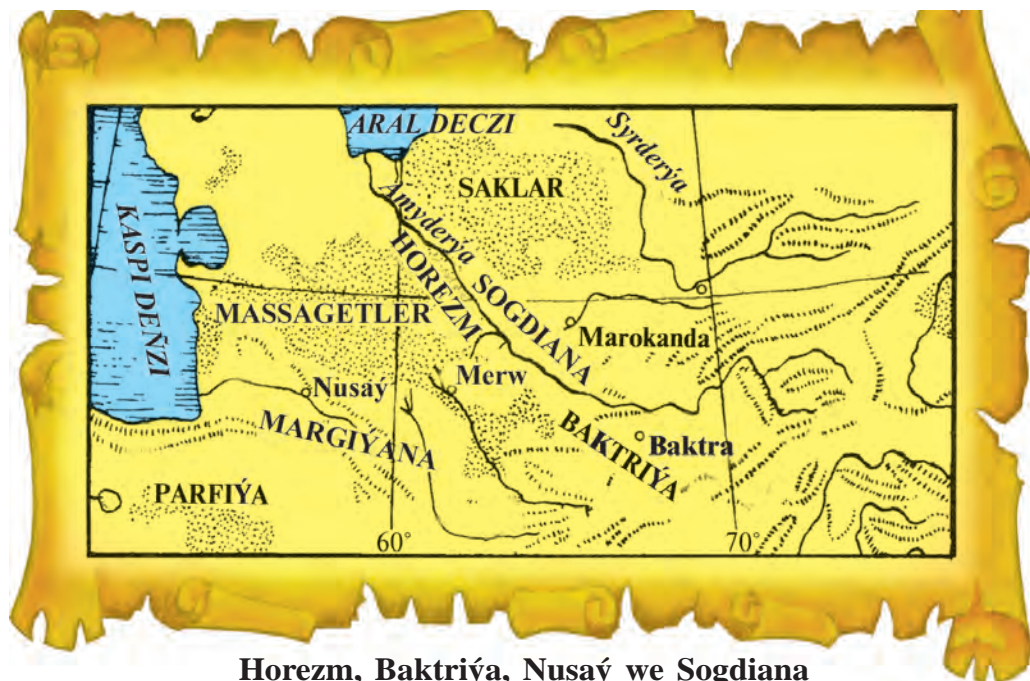 ARAL DECZI
Syrderýa
SAKLAR
Amyderýa
KASPI DEŇZI
HOREZM
SOGDIANA
MASSAGETLER
Marokanda
Nusaý
Merw
MARGIÝANA
BAKTRIÝA
Baktra
PARFIÝA
60°
70°
Horezm, Baktriýa, Nusaý we Sogdiana